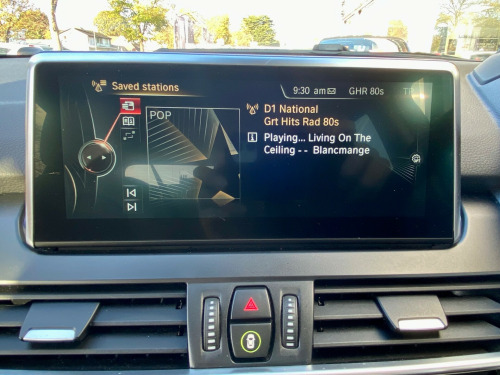 Saved stations
9:30 am GHR 80s
POP
D1 National
Grt Hits Rad 80s
Playing... Living On The
Ceiling - - Blancmange